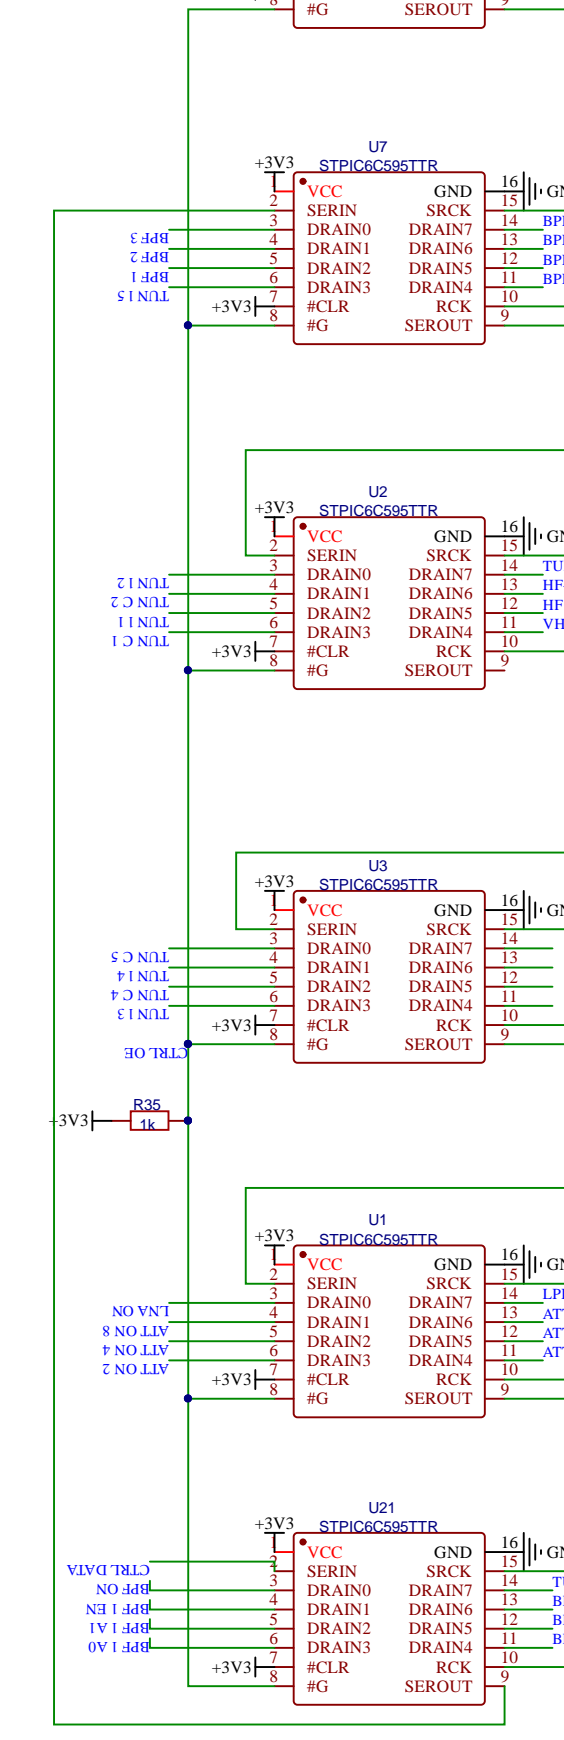 8 #G SEROUT 9
U7
+3V3 STPIC6C595TTR
1 VCC GND 16
2 SERIN SRCK 15
BPF 3 3 DRAIN0 DRAIN7 14
BPF 2 4 DRAIN1 DRAIN6 13
BPF 1 5 DRAIN2 DRAIN5 12
TUN I 5 6 DRAIN3 DRAIN4 11
+3V3 7 #CLR RCK 10
8 #G SEROUT 9
U2
+3V3 STPIC6C595TTR
1 VCC GND 16
2 SERIN SRCK 15
TUN I 2 3 DRAIN0 DRAIN7 14 TU
TUN C 2 4 DRAIN1 DRAIN6 13 HF
TUN I 1 5 DRAIN2 DRAIN5 12 HF
TUN C 1 6 DRAIN3 DRAIN4 11 VH
+3V3 7 #CLR RCK 10
8 #G SEROUT 9
U3
+3V3 STPIC6C595TTR
1 VCC GND 16
2 SERIN SRCK 15
TUN C 5 3 DRAIN0 DRAIN7 14
TUN I 4 4 DRAIN1 DRAIN6 13
TUN C 4 5 DRAIN2 DRAIN5 12
TUN I 3 6 DRAIN3 DRAIN4 11
+3V3 7 #CLR RCK 10
CTRL OE 8 #G SEROUT 9
R35
+3V3 1k
U1
+3V3 STPIC6C595TTR
1 VCC GND 16
2 SERIN SRCK 15
LNA ON 3 DRAIN0 DRAIN7 14
ATT ON 8 4 DRAIN1 DRAIN6 13
ATT ON 4 5 DRAIN2 DRAIN5 12
ATT ON 2 6 DRAIN3 DRAIN4 11
+3V3 7 #CLR RCK 10
8 #G SEROUT 9
U21
+3V3 STPIC6C595TTR
1 VCC GND 16
CTRL DATA 2 SERIN SRCK 15
BPF ON 3 DRAIN0 DRAIN7 14
BPF 1 EN 4 DRAIN1 DRAIN6 13
BPF 1 A1 5 DRAIN2 DRAIN5 12
BPF 1 A0 6 DRAIN3 DRAIN4 11
+3V3 7 #CLR RCK 10
8 #G SEROUT 9